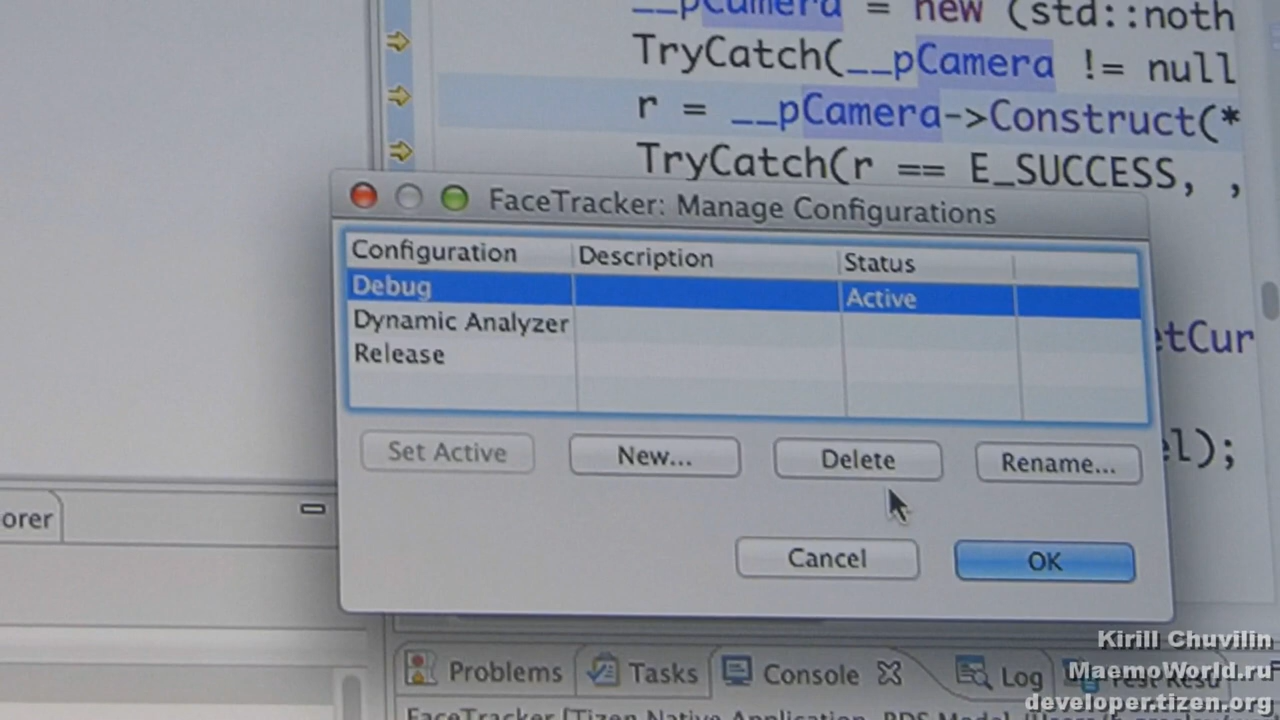 __pCamera = new (std::noth
TryCatch(__pCamera != null
r = __pCamera->Construct(*
TryCatch(r == E_SUCCESS, ,
FaceTracker: Manage Configurations
Configuration Description Status
Debug Active
Dynamic Analyzer
Release
etCur
el);
Set Active New... Delete Rename...
orer
Cancel OK
Problems Tasks Console Log
FaceTracker [Tizen Native Application
Kirill Chuvilin
MaemoWorld.ru
developer.tizen.org